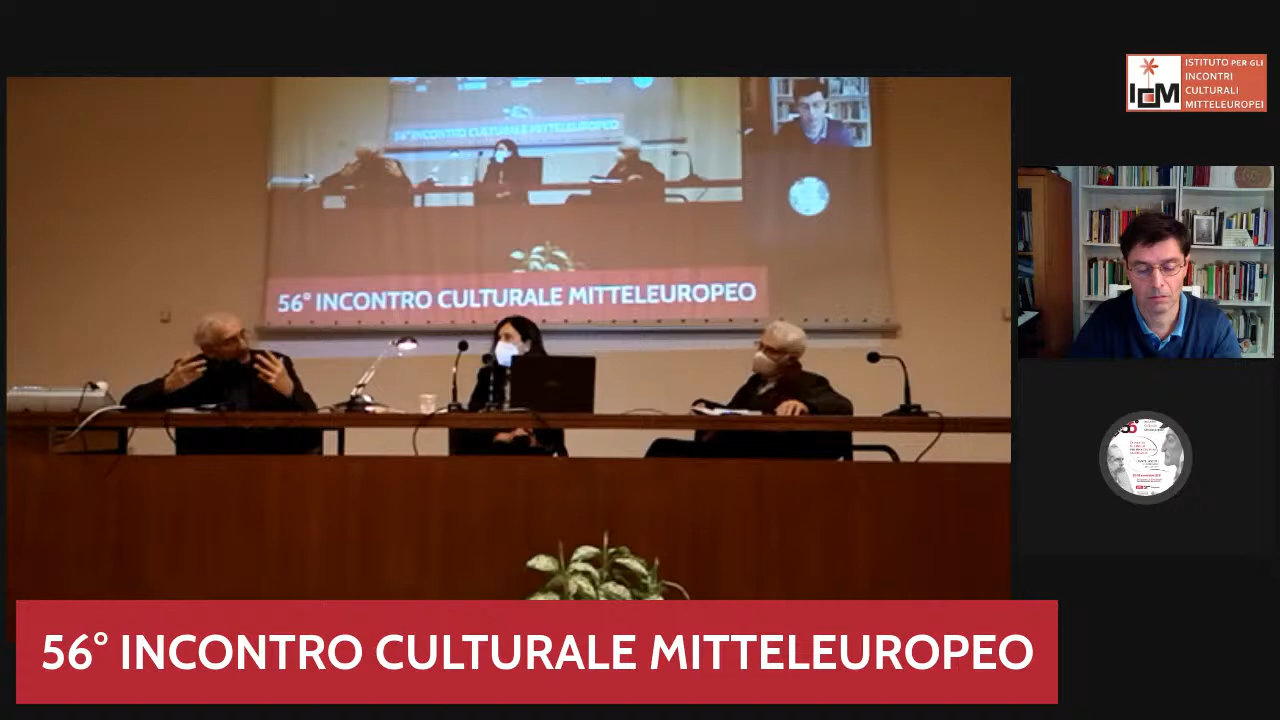 ISTITUTO PER GLI
INCONTRI
CULTURALI
MITTELEUROPEI
ICM
56° INCONTRO CULTURALE MITTELEUROPEO
56° INCONTRO CULTURALE MITTELEUROPEO
56° INCONTRO CULTURALE MITTELEUROPEO